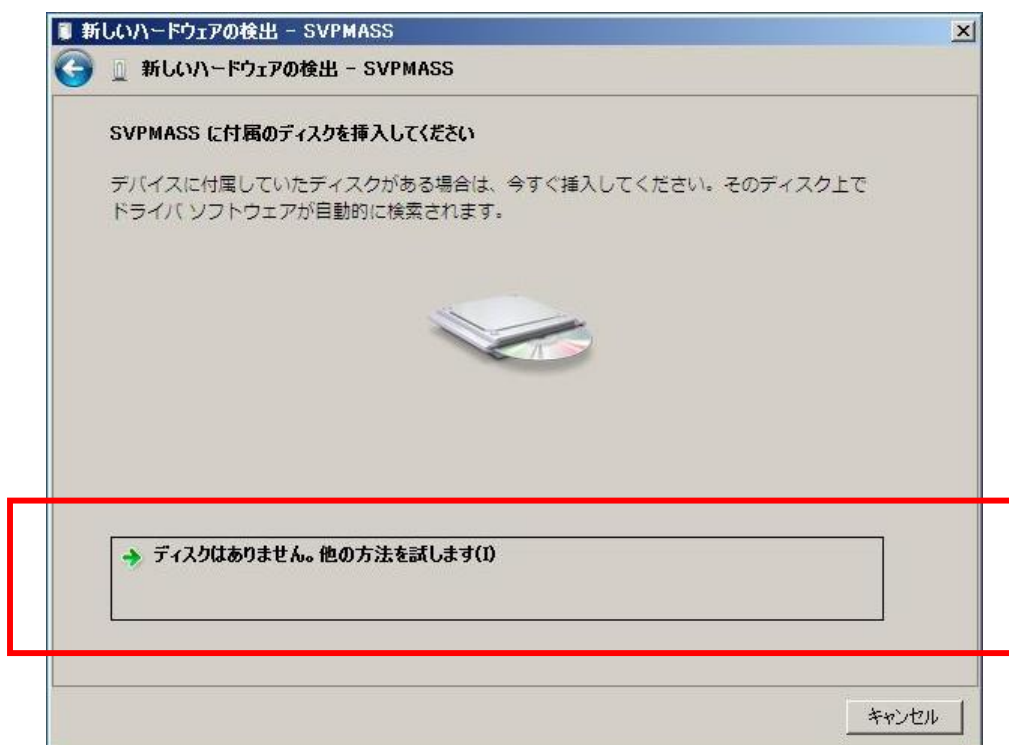 新しいハードウェアの検出 - SVPMASS
新しいハードウェアの検出 - SVPMASS
SVPMASS に付属のディスクを挿入してください
デバイスに付属していたディスクがある場合は、今すぐ挿入してください。そのディスク上で
ドライバ ソフトウェアが自動的に検索されます。
ディスクはありません。他の方法を試します(I)
キャンセル